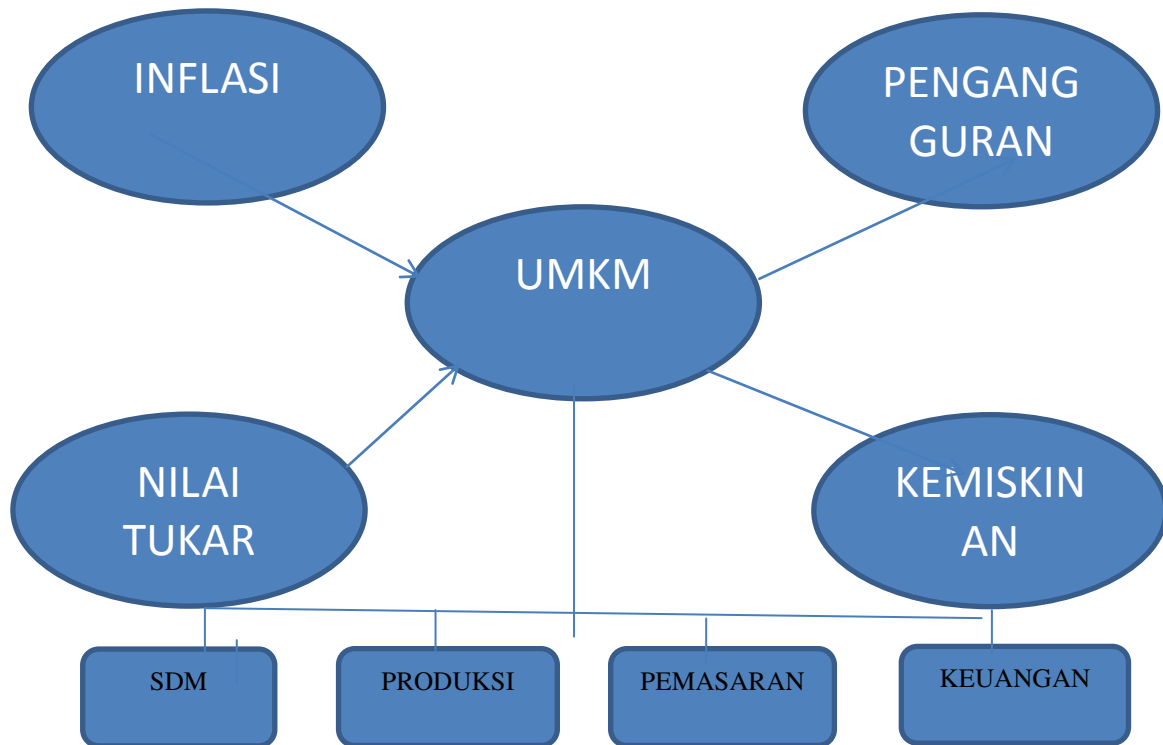 INFLASI
PENGANG
GURAN
UMKM
NILAI
TUKAR
KEMISKIN
AN
SDM
PRODUKSI
PEMASARAN
KEUANGAN